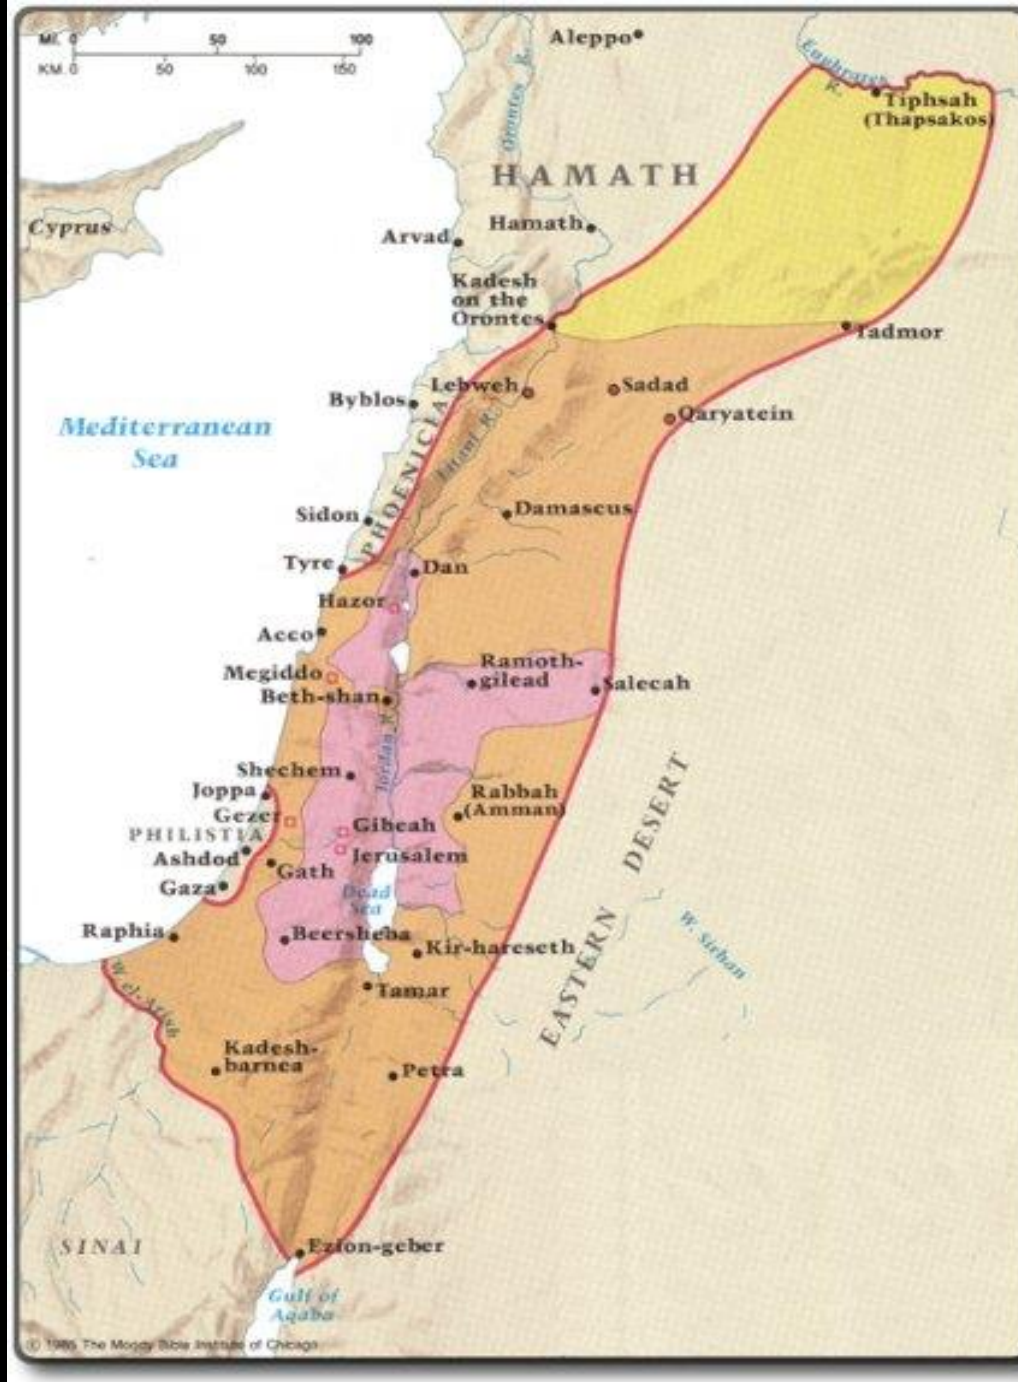 Mi. 0 50 100
KM. 0 50 100 150
Aleppo
Euphrates
R.
Tiphsah
(Thapsakos)
Orontes R.
HAMATH
Cyprus
Hamath
Arvad
Kadesh
on the
Orontes
Tadmor
Lebweh
Sadad
Byblos
Qaryatein
Mediterranean
Sea
PHOENICIA
Litani R.
Sidon
Damascus
Tyre
Dan
Hazor
Acco
Megiddo
Ramoth-
gilead
Beth-shan
Salecah
Jordan R.
Shechem
Joppa
Rabbah
(Amman)
Gezer
PHILISTIA
Gibeah
Ashdod
Jerusalem
Gath
Gaza
Dead
Sea
EASTERN DESERT
Raphia
Beersheba
Kir-hareseth
W. Sirhan
W. el-Arish
Tamar
Kadesh-
barnea
Petra
SINAI
Ezion-geber
Gulf of
Aqaba
© 1985 The Moody Bible Institute of Chicago